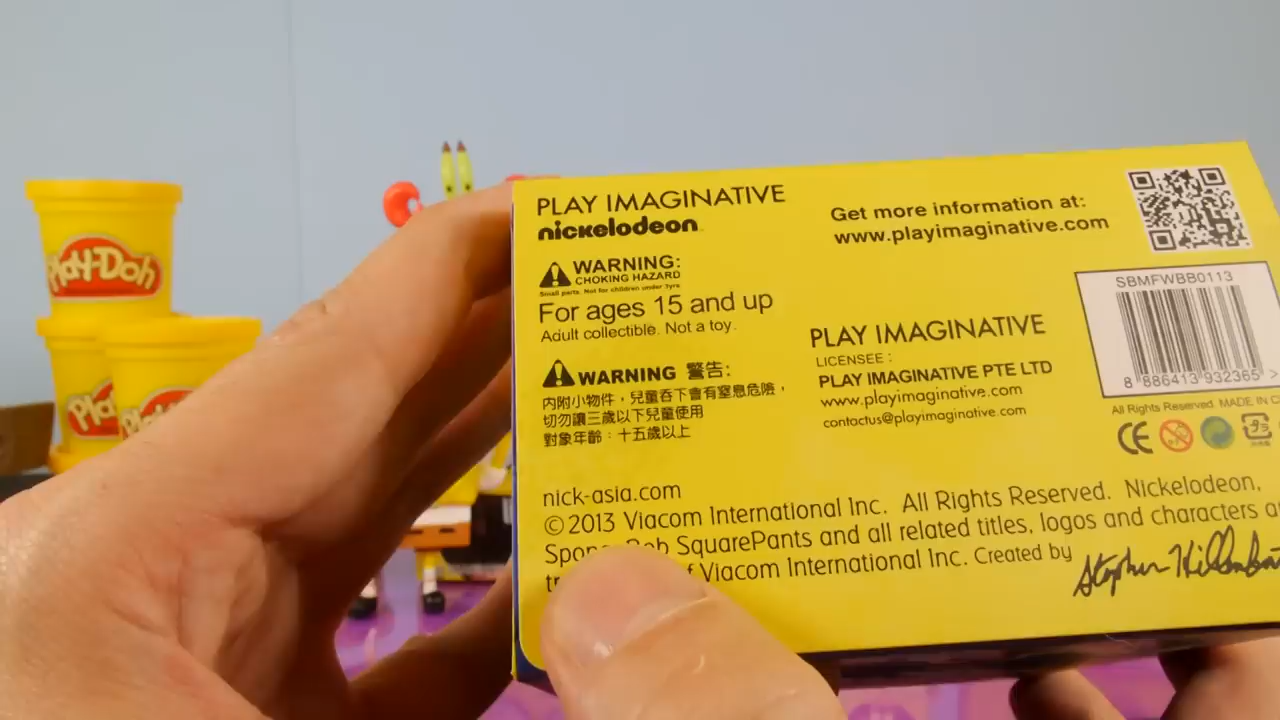 PLAY IMAGINATIVE
nickelodeon
WARNING:
CHOKING HAZARD
Small parts. Not for children under 3yrs.
For ages 15 and up
Adult collectible. Not a toy.
WARNING 警告:
內附小物件，兒童吞下會有窒息危險，
切勿讓三歲以下兒童使用
對象年齡：十五歲以上
Get more information at:
www.playimaginative.com
PLAY IMAGINATIVE
LICENSEE :
PLAY IMAGINATIVE PTE LTD
www.playimaginative.com
contactus@playimaginative.com
SBMFWBB0113
8 886413 932365 >
All Rights Reserved. MADE IN C
CE
nick-asia.com
©2013 Viacom International Inc. All Rights Reserved. Nickelodeon,
SquarePants and all related titles, logos and characters
of Viacom International Inc. Created by
Stephen Hillenbu
Play-Doh
Pla
Play